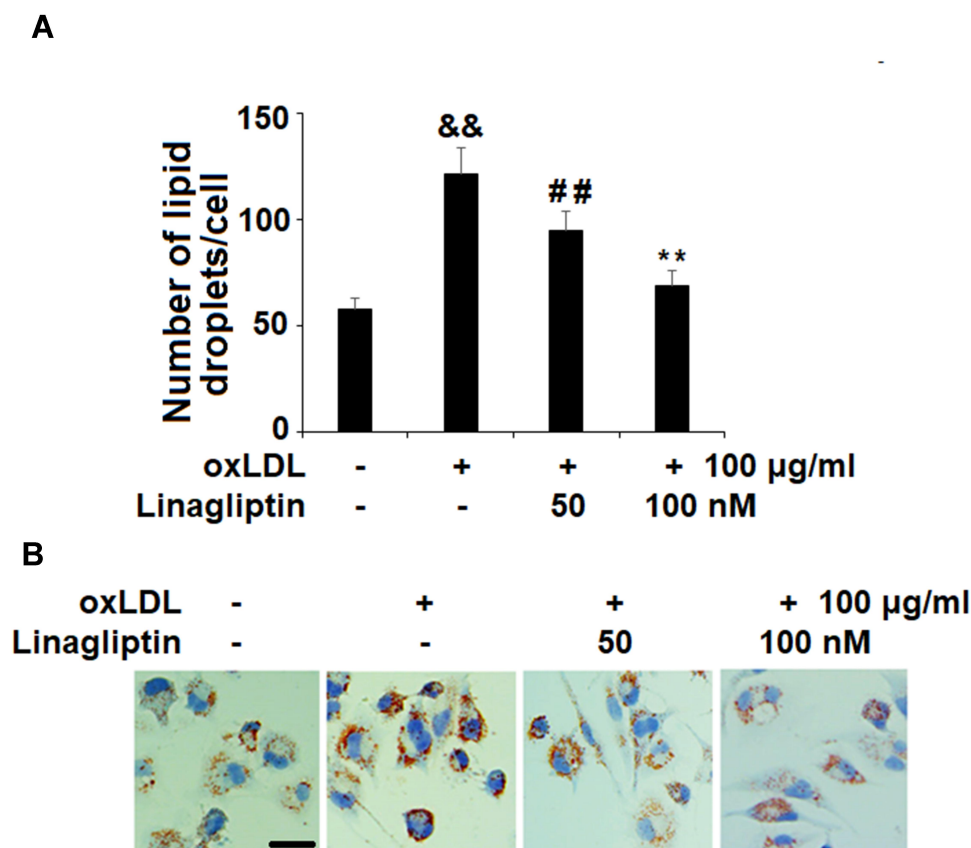 A
-
150
&&
100
##
**
50
0
Number of lipid
droplets/cell
oxLDL - + + + 100 µg/ml
Linagliptin - - 50 100 nM
B
oxLDL - + + + 100 µg/ml
Linagliptin - - 50 100 nM